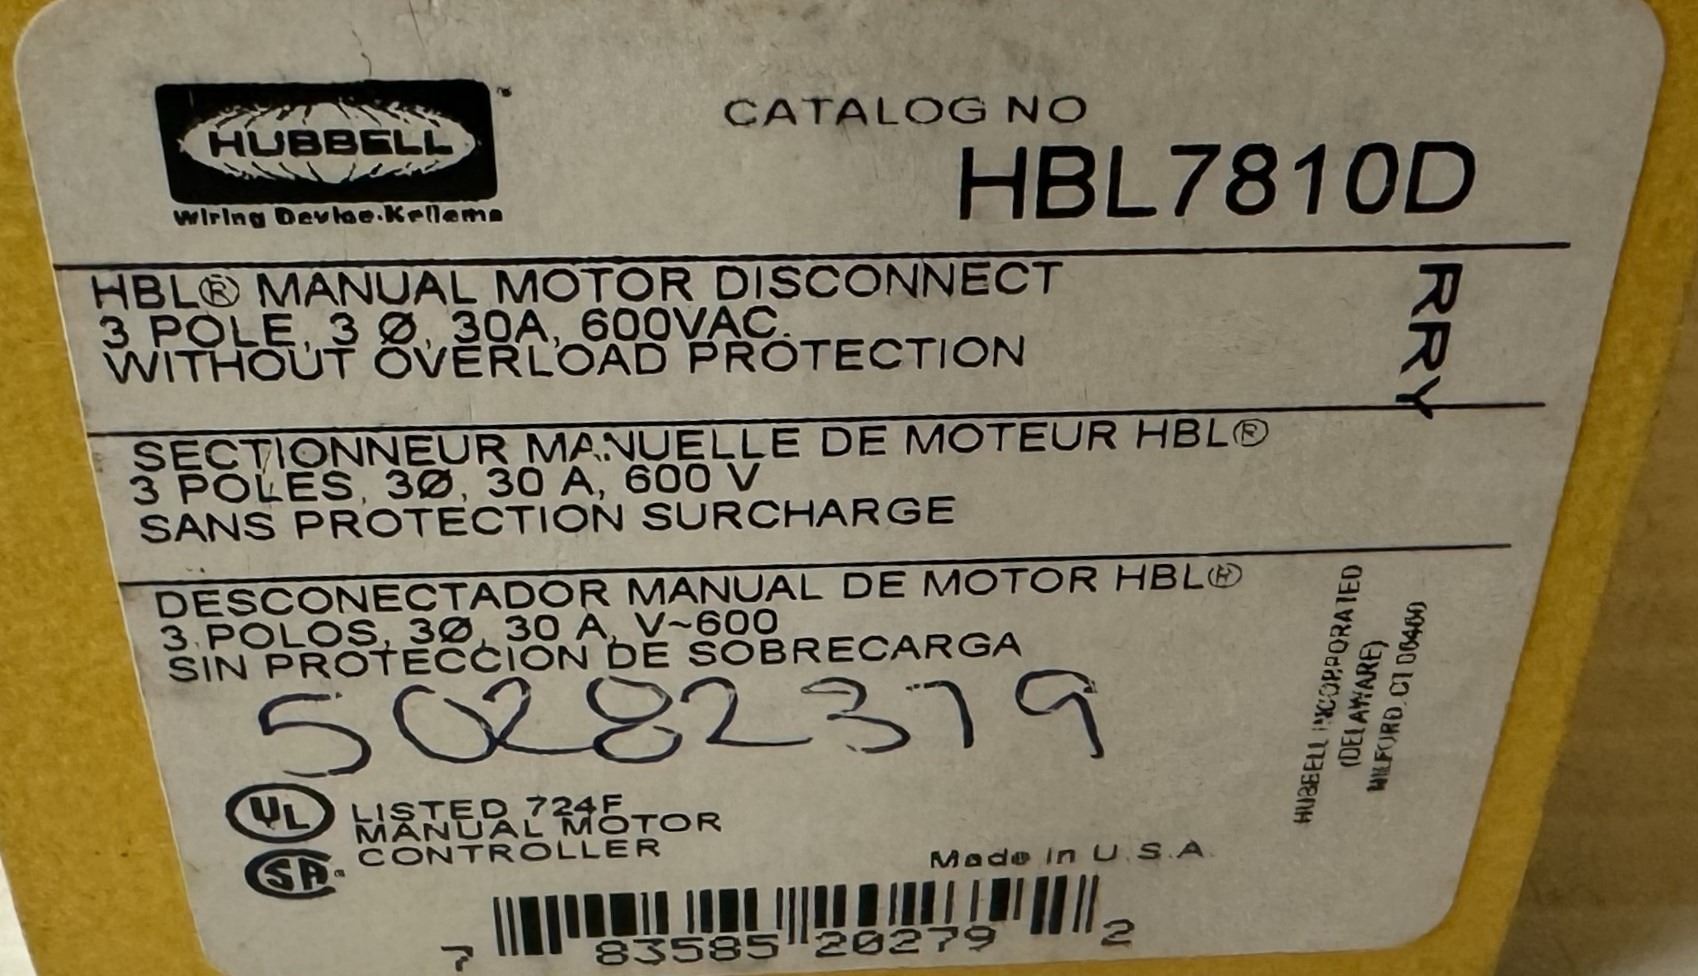 HUBBELL
Wiring Device-Kellems
CATALOG NO
HBL7810D
HBL® MANUAL MOTOR DISCONNECT
3 POLE, 3 Ø, 30A, 600VAC.
WITHOUT OVERLOAD PROTECTION
RRY
SECTIONNEUR MANUELLE DE MOTEUR HBL®
3 POLES, 3Ø, 30 A, 600 V
SANS PROTECTION SURCHARGE
DESCONECTADOR MANUAL DE MOTOR HBL®
3 POLOS, 3Ø, 30 A, V~600
SIN PROTECCION DE SOBRECARGA
50282379
HUBBELL INCORPORATED
(DELAWARE)
MILFORD, CT 06460
UL LISTED 724F
MANUAL MOTOR
SA CONTROLLER
Made in U.S.A.
7 83585 20279 2